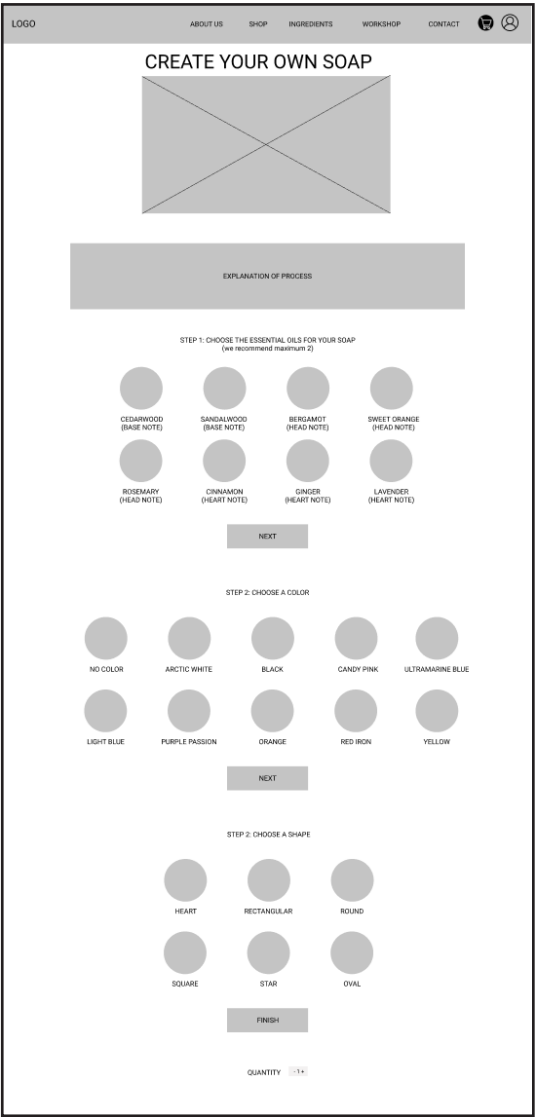 LOGO ABOUT US SHOP INGREDIENTS WORKSHOP CONTACT
CREATE YOUR OWN SOAP
EXPLANATION OF PROCESS
STEP 1: CHOOSE THE ESSENTIAL OILS FOR YOUR SOAP
(we recommend maximum 2)
CEDARWOOD SANDALWOOD BERGAMOT SWEET ORANGE
(BASE NOTE) (BASE NOTE) (HEAD NOTE) (HEAD NOTE)
ROSEMARY CINNAMON GINGER LAVENDER
(HEAD NOTE) (HEART NOTE) (HEART NOTE) (HEART NOTE)
NEXT
STEP 2: CHOOSE A COLOR
NO COLOR ARCTIC WHITE BLACK CANDY PINK ULTRAMARINE BLUE
LIGHT BLUE PURPLE PASSION ORANGE RED IRON YELLOW
NEXT
STEP 2: CHOOSE A SHAPE
HEART RECTANGULAR ROUND
SQUARE STAR OVAL
FINISH
QUANTITY - 1 +